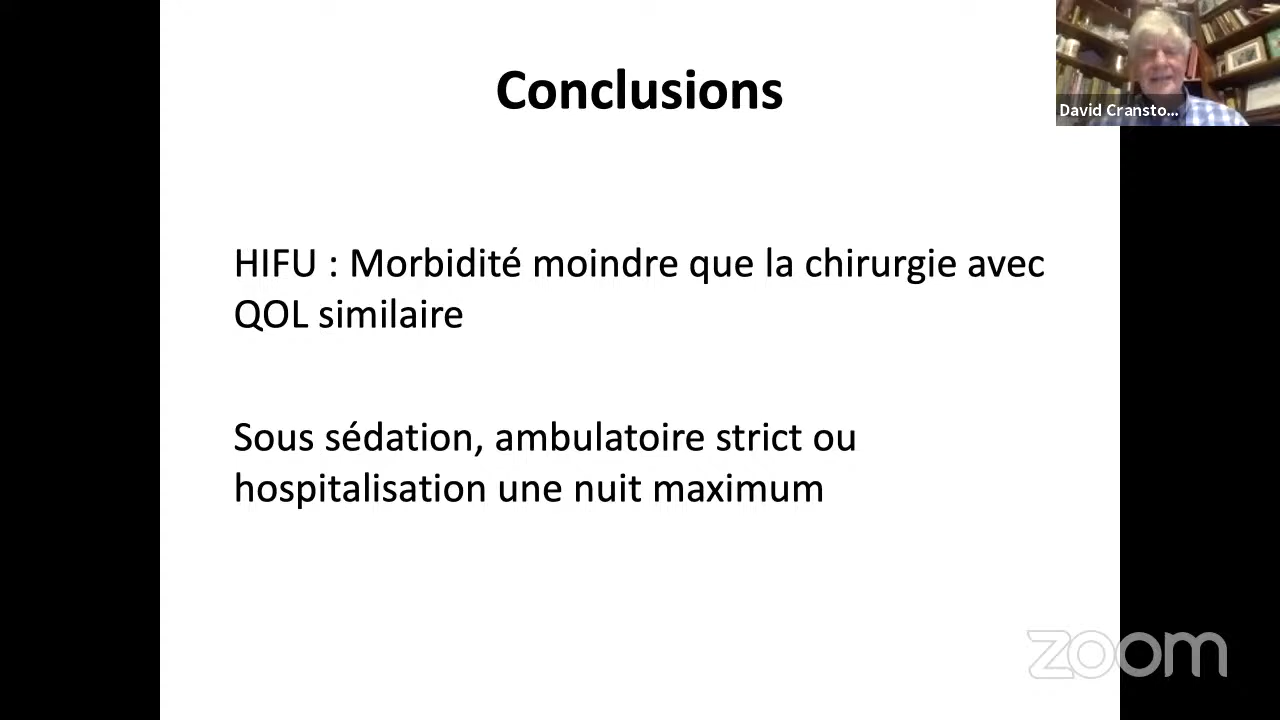 Conclusions
David Cransto...
HIFU : Morbidité moindre que la chirurgie avec
QOL similaire
Sous sédation, ambulatoire strict ou
hospitalisation une nuit maximum
zoom